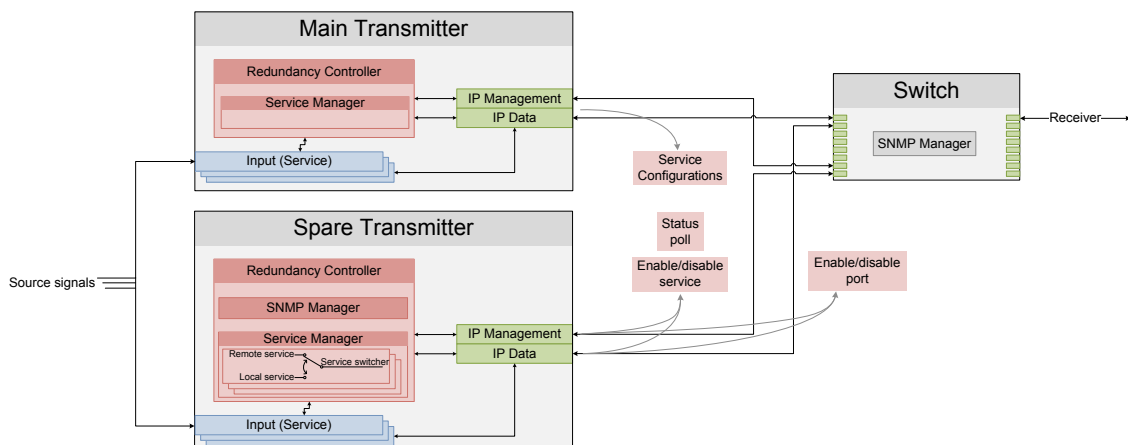 Main Transmitter
Redundancy Controller
Service Manager
IP Management
IP Data
Input (Service)
Service
Configurations
Switch
SNMP Manager
Receiver
Spare Transmitter
Redundancy Controller
SNMP Manager
Service Manager
Remote service
Service switcher
Local service
IP Management
IP Data
Input (Service)
Source signals
Status
poll
Enable/disable
service
Enable/disable
port